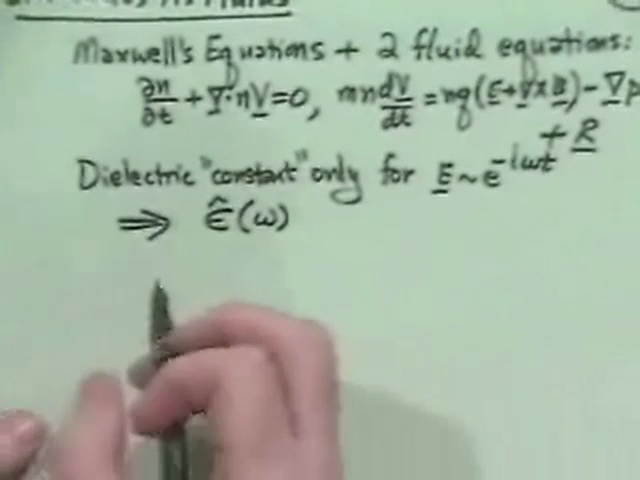 Maxwell's Equations + 2 fluid equations:
∂n/∂t + ∇·nV = 0, mn dV/dt = nq(E + V × B) - ∇p
+ R
Dielectric "constant" only for E ~ e^-iωt
⇒ ε̂(ω)